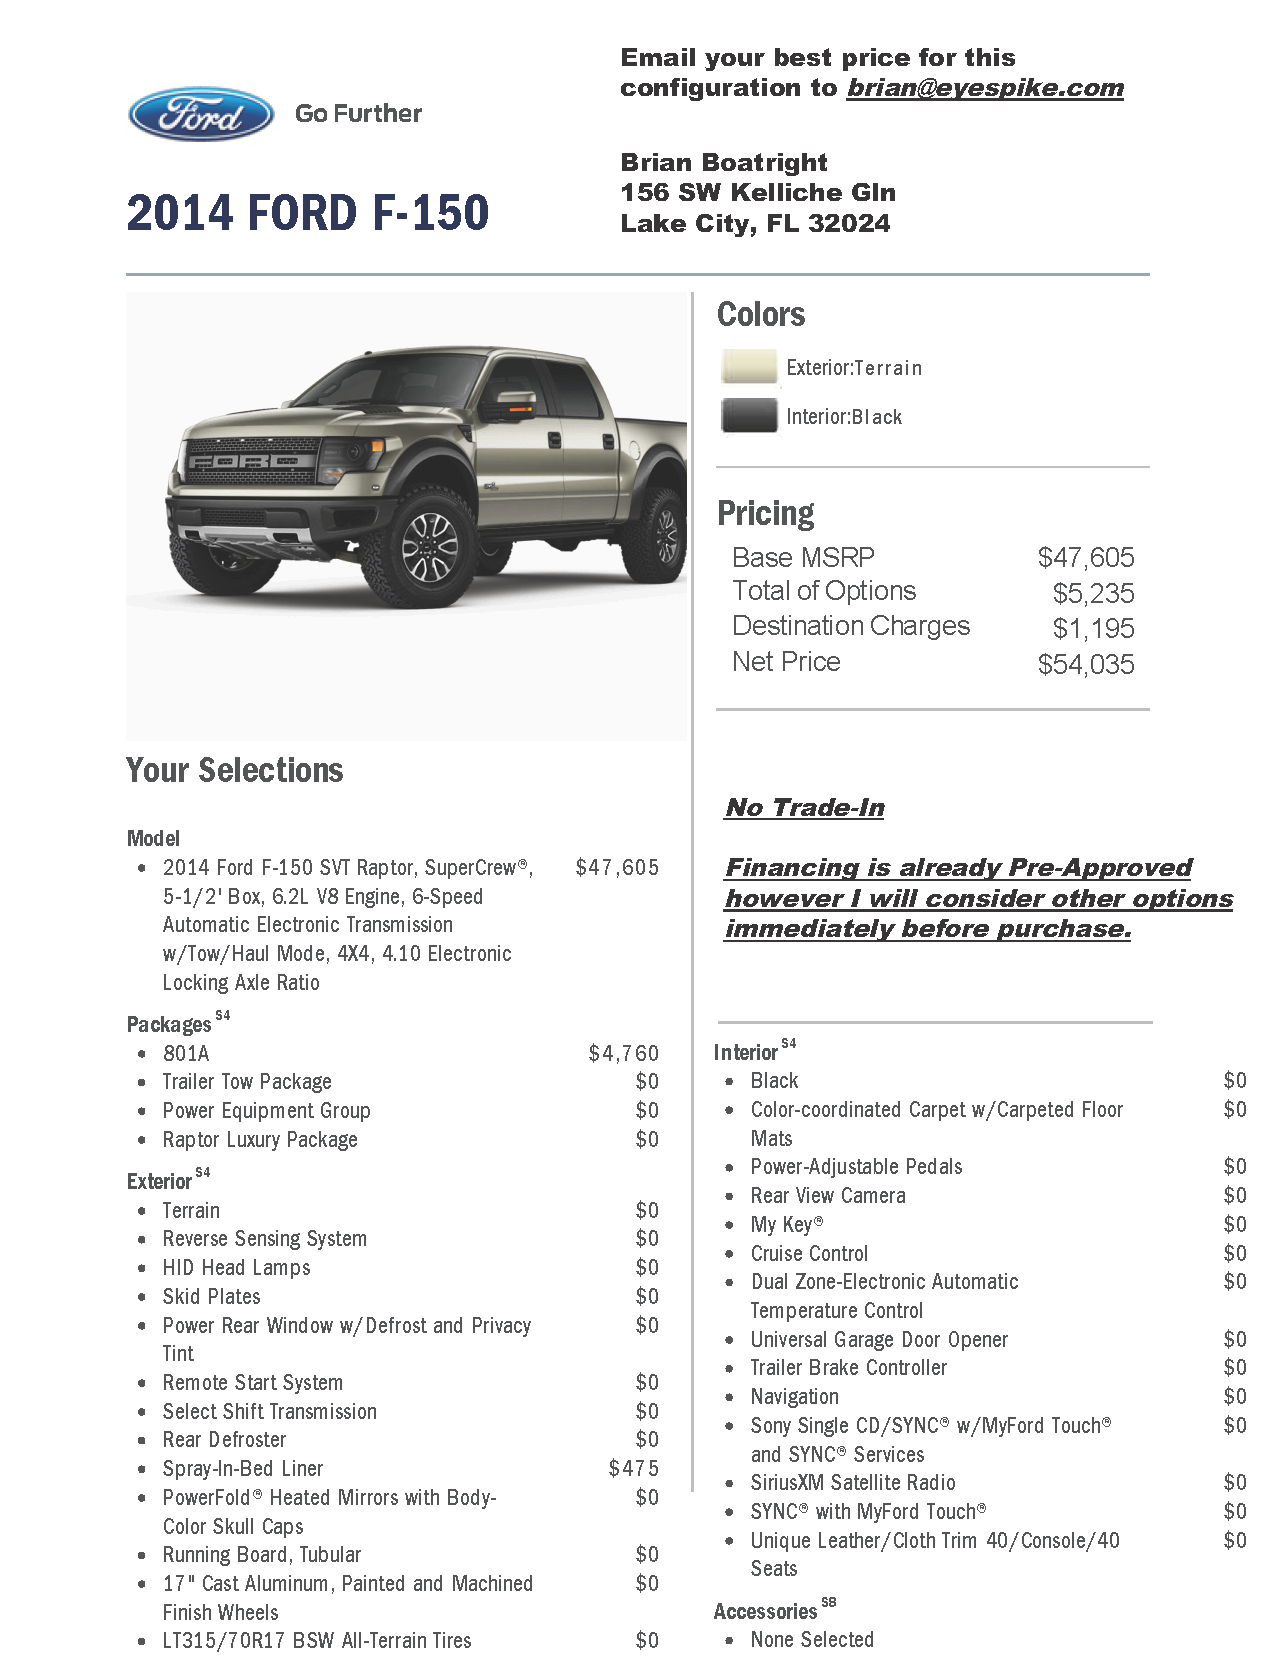 Email your best price for this
configuration to brian@eyespike.com
Ford
Go Further
Brian Boatright
156 SW Kelliche Gln
Lake City, FL 32024
2014 FORD F-150
FORD
Colors
Exterior:Terrain
Interior:Black
Pricing
Base MSRP $47,605
Total of Options $5,235
Destination Charges $1,195
Net Price $54,035
No Trade-In
Financing is already Pre-Approved
however I will consider other options
immediately before purchase.
Your Selections
Model
• 2014 Ford F-150 SVT Raptor, SuperCrew®, $47,605
5-1/2' Box, 6.2L V8 Engine, 6-Speed
Automatic Electronic Transmission
w/Tow/Haul Mode, 4X4, 4.10 Electronic
Locking Axle Ratio
Packages S4
• 801A $4,760
• Trailer Tow Package $0
• Power Equipment Group $0
• Raptor Luxury Package $0
Exterior S4
• Terrain $0
• Reverse Sensing System $0
• HID Head Lamps $0
• Skid Plates $0
• Power Rear Window w/Defrost and Privacy $0
Tint
• Remote Start System $0
• Select Shift Transmission $0
• Rear Defroster $0
• Spray-In-Bed Liner $475
• PowerFold® Heated Mirrors with Body- $0
Color Skull Caps
• Running Board, Tubular $0
• 17" Cast Aluminum, Painted and Machined $0
Finish Wheels
• LT315/70R17 BSW All-Terrain Tires $0
Interior S4
• Black $0
• Color-coordinated Carpet w/Carpeted Floor $0
Mats
• Power-Adjustable Pedals $0
• Rear View Camera $0
• My Key® $0
• Cruise Control $0
• Dual Zone-Electronic Automatic $0
Temperature Control
• Universal Garage Door Opener $0
• Trailer Brake Controller $0
• Navigation $0
• Sony Single CD/SYNC® w/MyFord Touch® $0
and SYNC® Services
• SiriusXM Satellite Radio $0
• SYNC® with MyFord Touch® $0
• Unique Leather/Cloth Trim 40/Console/40 $0
Seats
Accessories S8
• None Selected